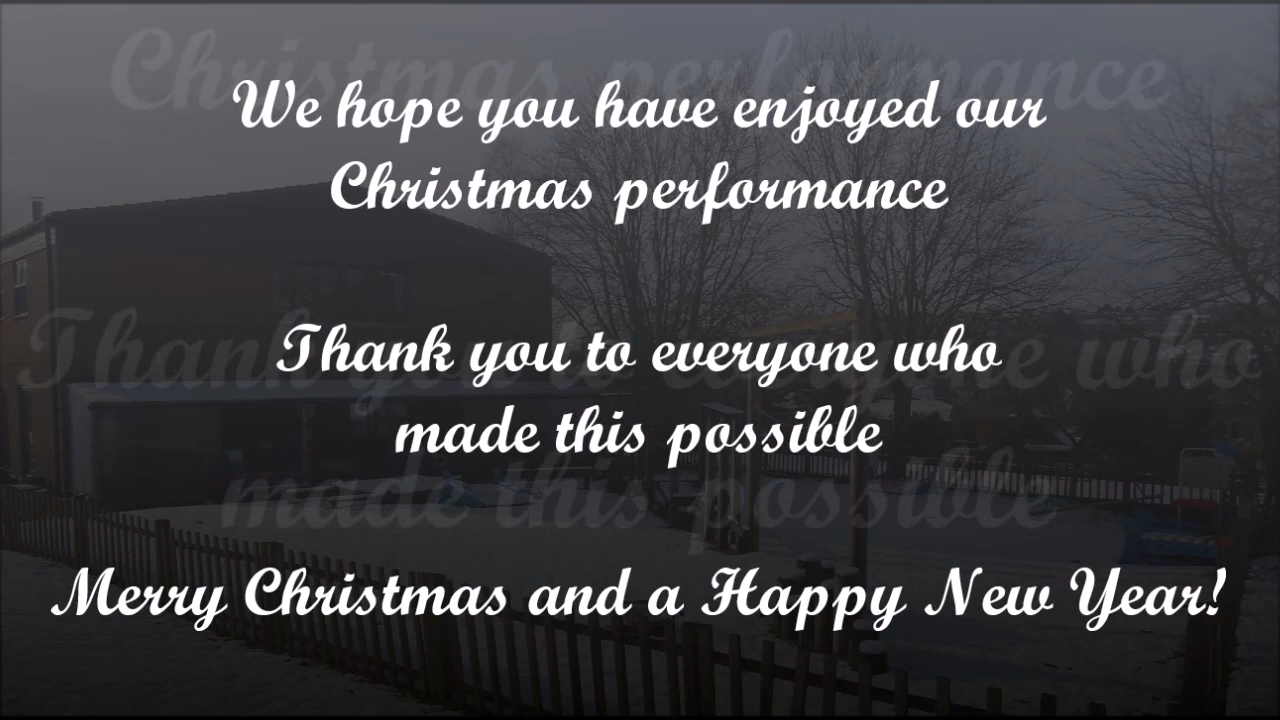 We hope you have enjoyed our
Christmas performance
Thank you to everyone who
made this possible
Merry Christmas and a Happy New Year!